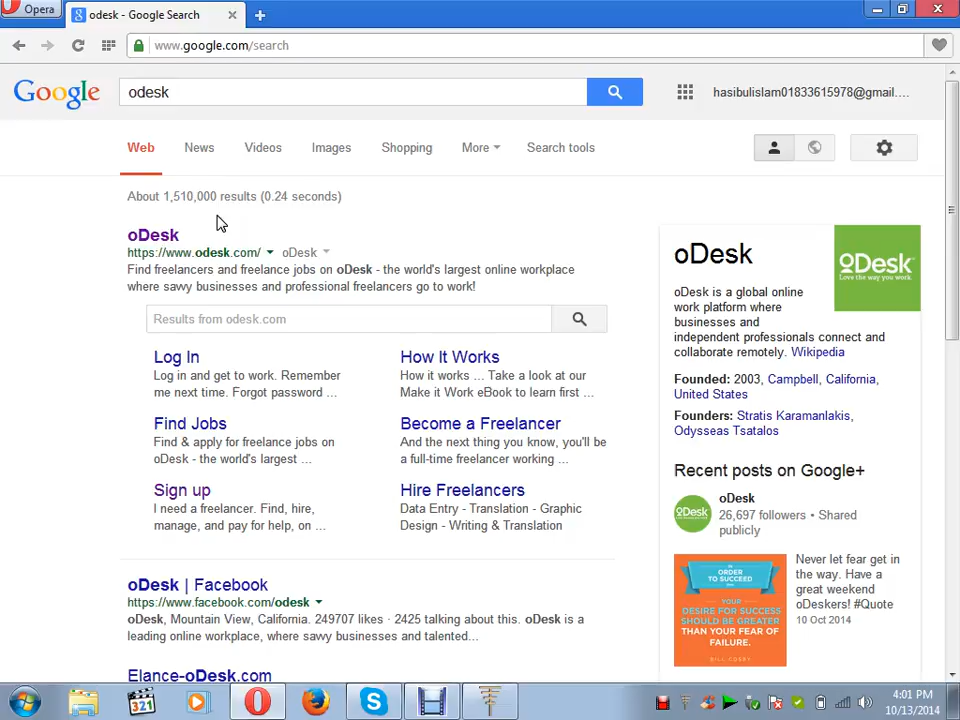 Opera
odesk - Google Search
www.google.com/search
Google
odesk
hasibulislam01833615978@gmail....
Web
News
Videos
Images
Shopping
More
Search tools
About 1,510,000 results (0.24 seconds)
oDesk
https://www.odesk.com/
oDesk
Find freelancers and freelance jobs on oDesk - the world's largest online workplace
where savvy businesses and professional freelancers go to work!
Results from odesk.com
Log In
Log in and get to work. Remember
me next time. Forgot password ...
How It Works
How it works ... Take a look at our
Make it Work eBook to learn first ...
Find Jobs
Find & apply for freelance jobs on
oDesk - the world's largest ...
Become a Freelancer
And the next thing you know, you'll be
a full-time freelancer working ...
Sign up
I need a freelancer. Find, hire,
manage, and pay for help, on ...
Hire Freelancers
Data Entry - Translation - Graphic
Design - Writing & Translation
oDesk | Facebook
https://www.facebook.com/odesk
oDesk, Mountain View, California. 249707 likes · 2425 talking about this. oDesk is a
leading online workplace, where savvy businesses and talented...
Elance-oDesk.com
oDesk
oDesk
Love the way you work.
oDesk is a global online
work platform where
businesses and
independent professionals connect and
collaborate remotely. Wikipedia
Founded: 2003, Campbell, California,
United States
Founders: Stratis Karamanlakis,
Odysseas Tsatalos
Recent posts on Google+
oDesk
oDesk
26,697 followers • Shared
publicly
IN
ORDER
TO SUCCEED
YOUR
DESIRE FOR SUCCESS
SHOULD BE GREATER
THAN YOUR FEAR OF
FAILURE.
BILL COSBY
Never let fear get in
the way. Have a
great weekend
oDeskers! #Quote
10 Oct 2014
321
4:01 PM
10/13/2014